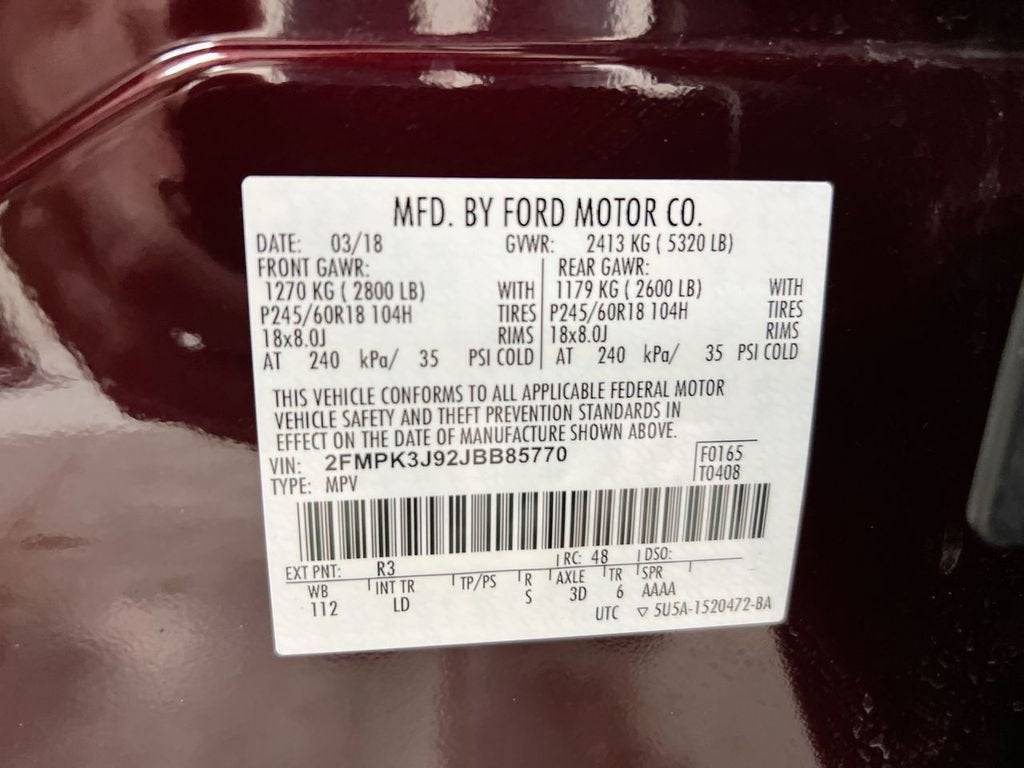 MFD. BY FORD MOTOR CO.
DATE: 03/18 GVWR: 2413 KG ( 5320 LB)
FRONT GAWR: REAR GAWR:
1270 KG ( 2800 LB) WITH 1179 KG ( 2600 LB) WITH
P245/60R18 104H TIRES P245/60R18 104H TIRES
18x8.0J RIMS 18x8.0J RIMS
AT 240 kPa/ 35 PSI COLD AT 240 kPa/ 35 PSI COLD
THIS VEHICLE CONFORMS TO ALL APPLICABLE FEDERAL MOTOR
VEHICLE SAFETY AND THEFT PREVENTION STANDARDS IN
EFFECT ON THE DATE OF MANUFACTURE SHOWN ABOVE.
VIN: 2FMPK3J92JBB85770 F0165
TYPE: MPV T0408
EXT PNT: R3 RC: 48 DSO:
WB INT TR TP/PS R AXLE TR SPR
112 LD S 3D 6 AAAA
UTC ▽ 5U5A-1520472-BA